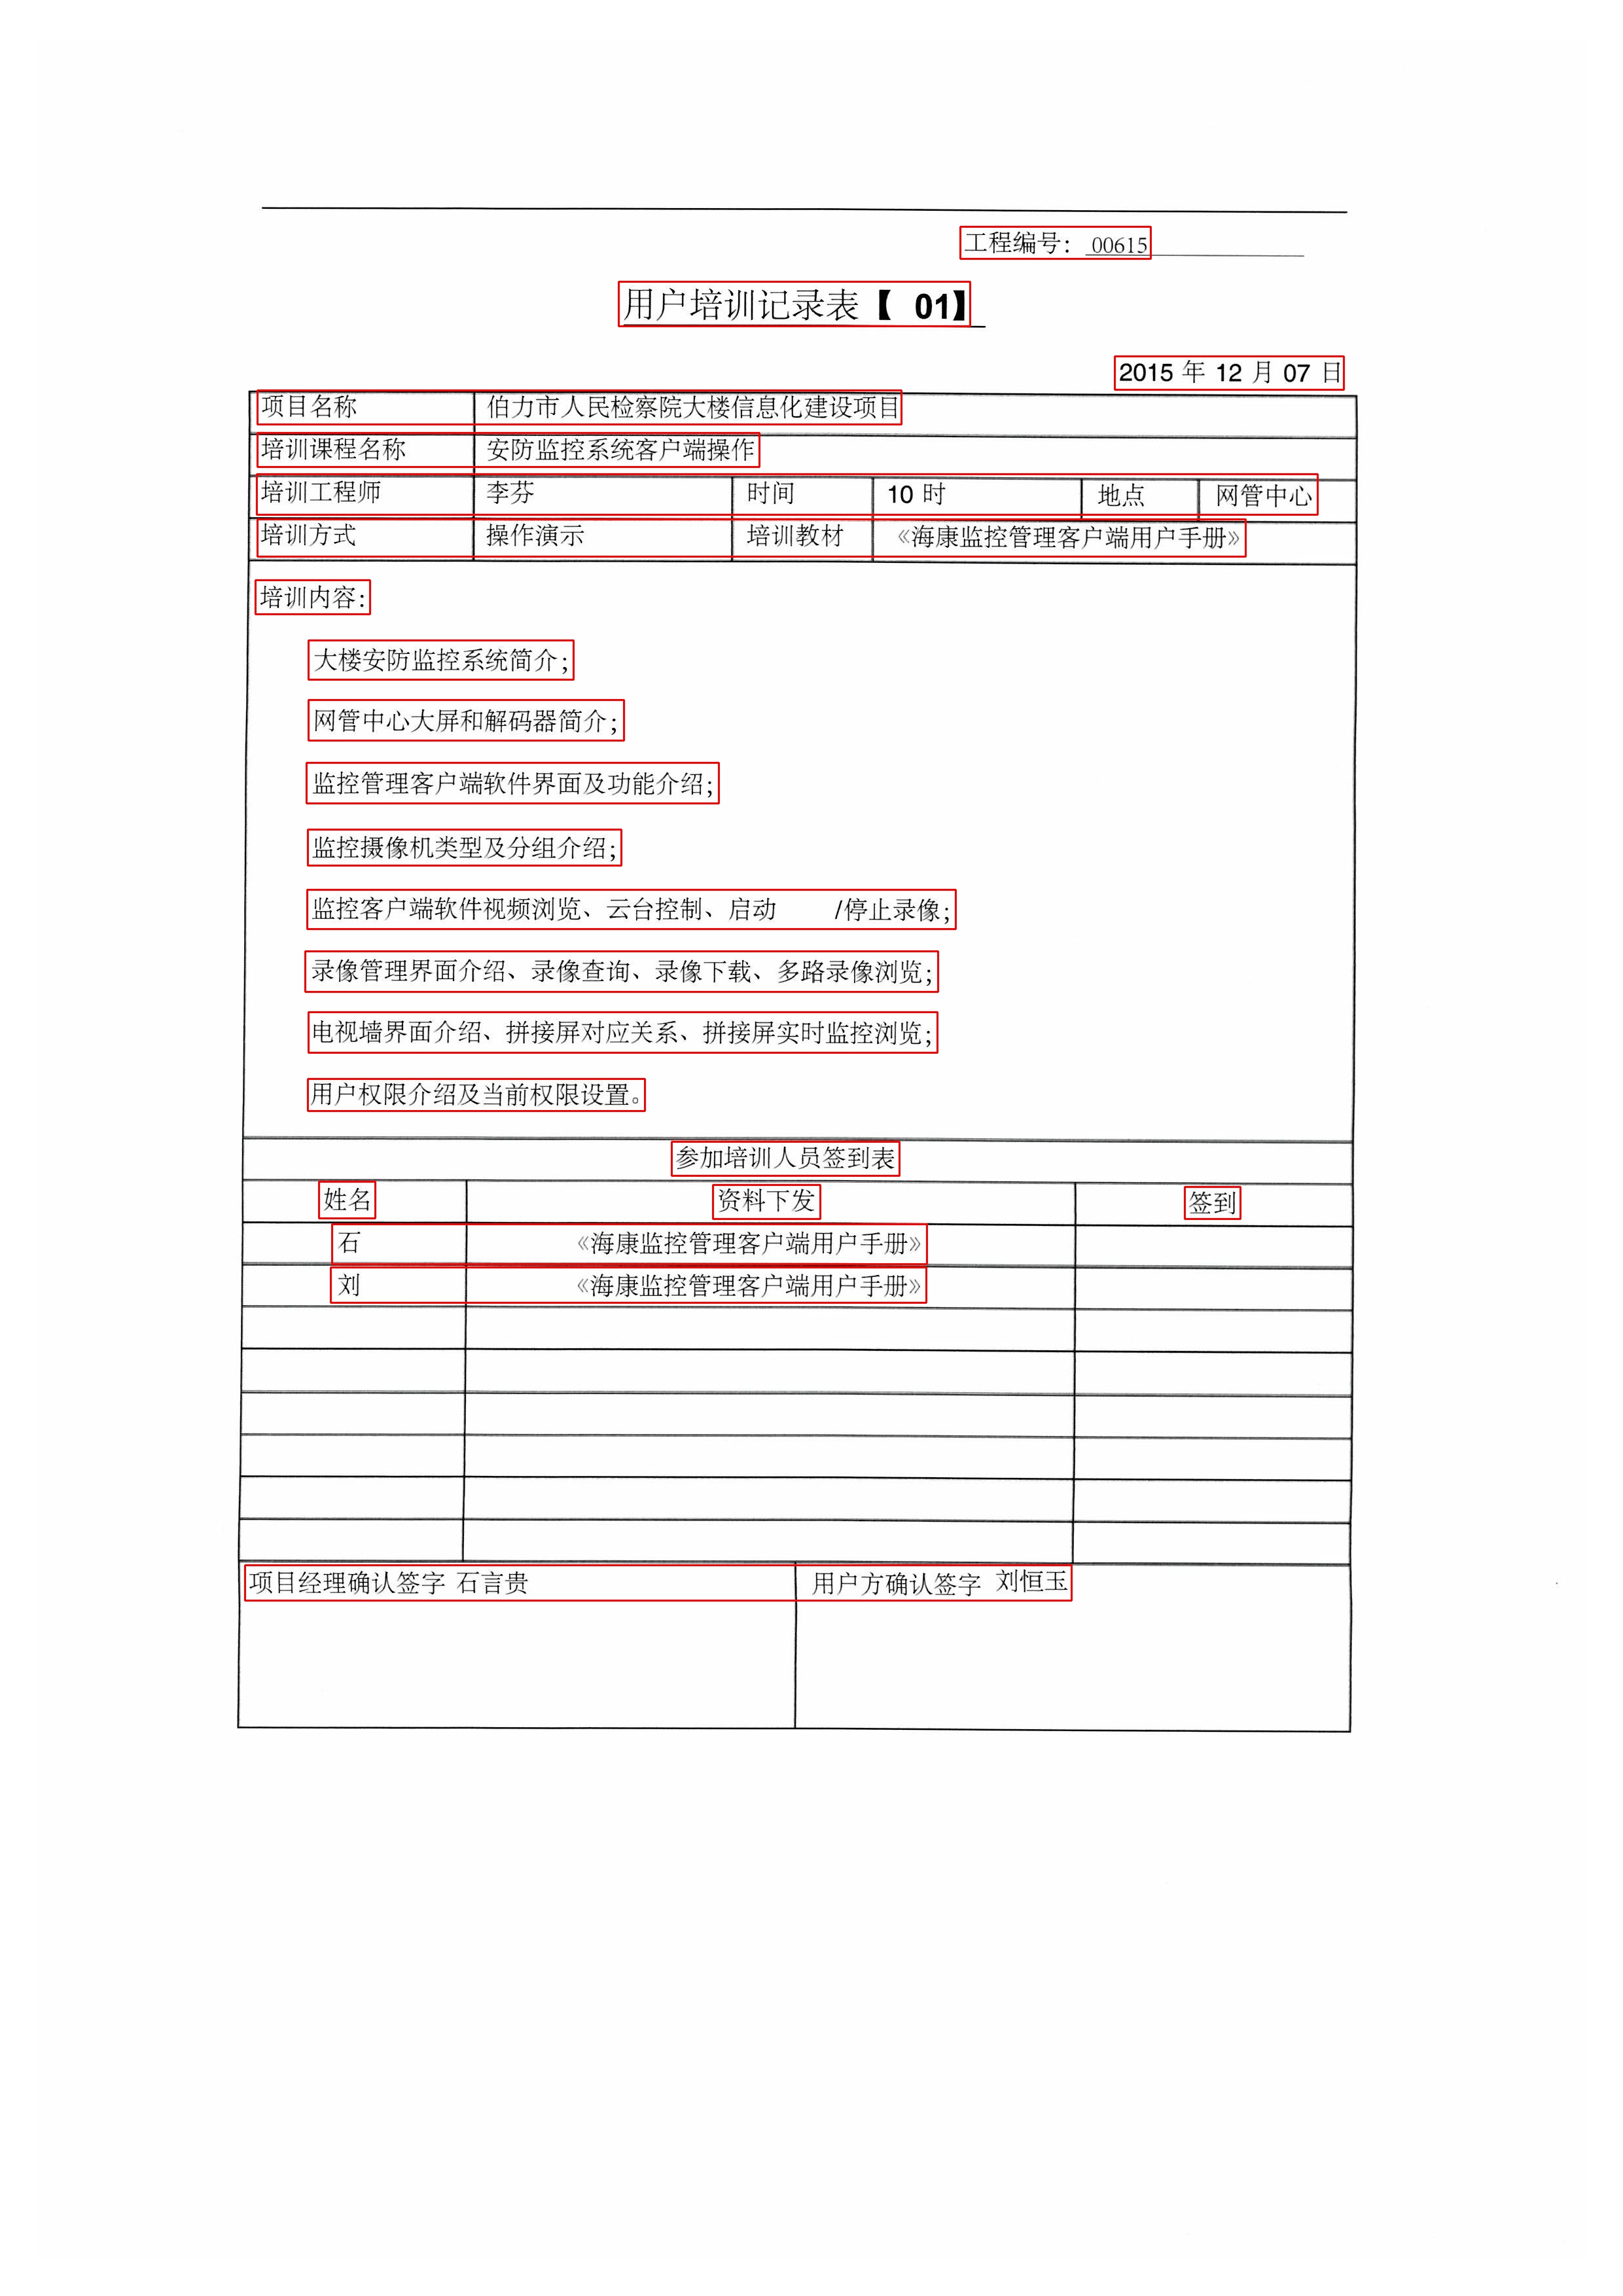 工程编号: 00615
用户培训记录表【 01】
2015 年 12 月 07 日
项目名称 伯力市人民检察院大楼信息化建设项目
培训课程名称 安防监控系统客户端操作
培训工程师 李芬 时间 10 时 地点 网管中心
培训方式 操作演示 培训教材 《海康监控管理客户端用户手册》
培训内容:
大楼安防监控系统简介;
网管中心大屏和解码器简介;
监控管理客户端软件界面及功能介绍;
监控摄像机类型及分组介绍;
监控客户端软件视频浏览、云台控制、启动 /停止录像;
录像管理界面介绍、录像查询、录像下载、多路录像浏览;
电视墙界面介绍、拼接屏对应关系、拼接屏实时监控浏览;
用户权限介绍及当前权限设置。
参加培训人员签到表
姓名 资料下发 签到
石 《海康监控管理客户端用户手册》
刘 《海康监控管理客户端用户手册》
项目经理确认签字 石言贵 用户方确认签字 刘恒玉